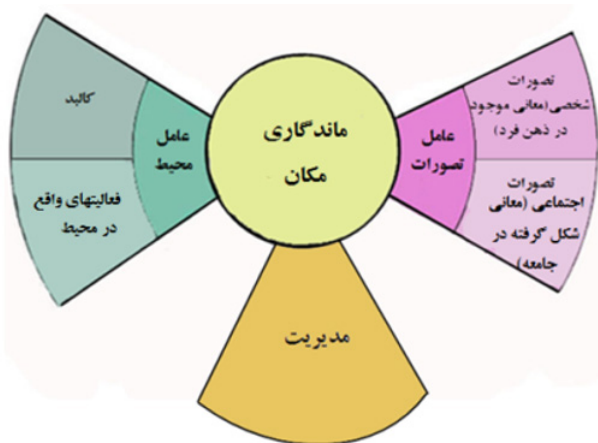 ماندگاری
مکان
عامل
تصورات
تصورات
شخصی(معانی موجود
در ذهن فرد)
تصورات
اجتماعی (معانی
شکل گرفته در
جامعه)
عامل
محیط
کالبد
فعالیتهای واقع
در محیط
مدیریت